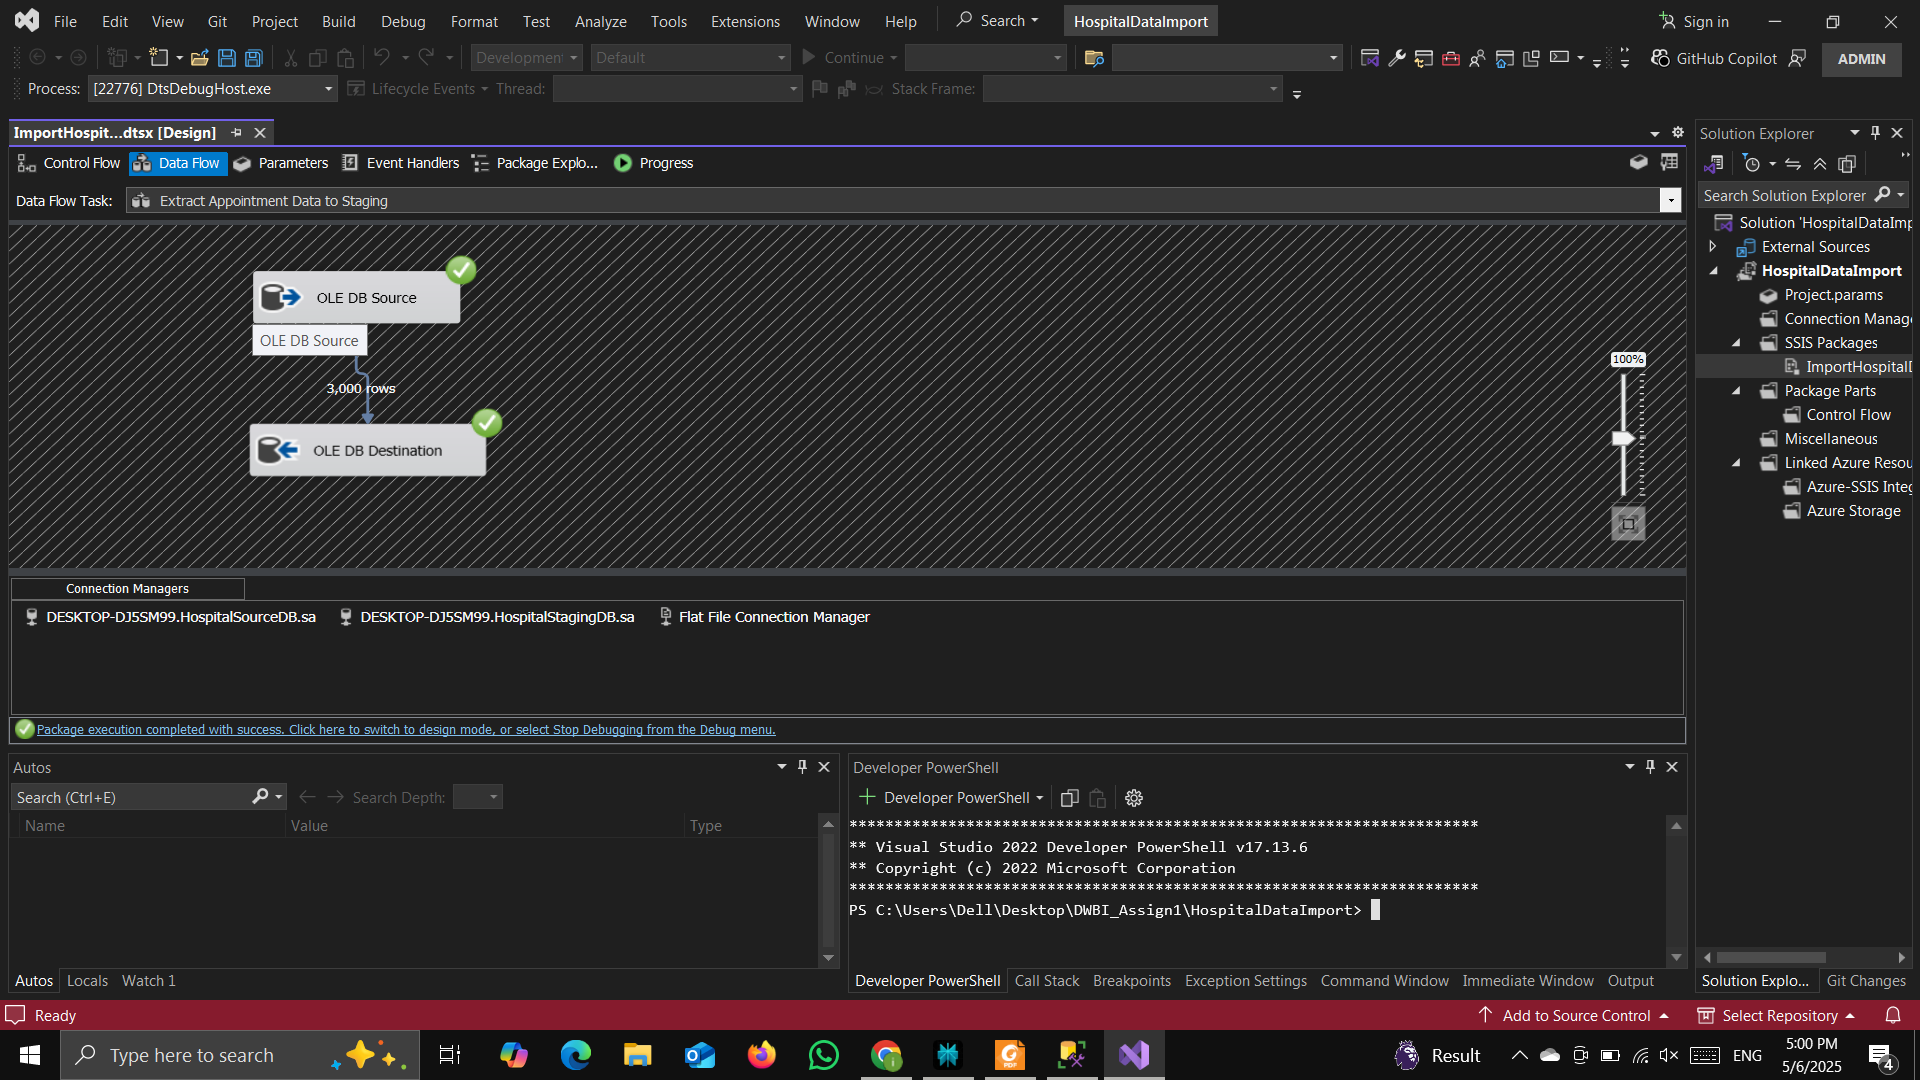 File Edit View Git Project Build Debug Format Test Analyze Tools Extensions Window Help Search HospitalDataImport Sign in
Development Default Continue GitHub Copilot ADMIN
Process: [22776] DtsDebugHost.exe Lifecycle Events Thread: Stack Frame:
ImportHospit...dtsx [Design]
Control Flow Data Flow Parameters Event Handlers Package Explo... Progress
Data Flow Task: Extract Appointment Data to Staging
OLE DB Source
OLE DB Source
3,000 rows
OLE DB Destination
100%
Connection Managers
DESKTOP-DJ5SM99.HospitalSourceDB.sa DESKTOP-DJ5SM99.HospitalStagingDB.sa Flat File Connection Manager
Package execution completed with success. Click here to switch to design mode, or select Stop Debugging from the Debug menu.
Autos
Search (Ctrl+E) Search Depth:
Name Value Type
Autos Locals Watch 1
Developer PowerShell
Developer PowerShell
**********************************************************************
** Visual Studio 2022 Developer PowerShell v17.13.6
** Copyright (c) 2022 Microsoft Corporation
**********************************************************************
PS C:\Users\Dell\Desktop\DWBI_Assign1\HospitalDataImport>
Developer PowerShell Call Stack Breakpoints Exception Settings Command Window Immediate Window Output
Solution Explorer
Search Solution Explorer
Solution 'HospitalDataImp
External Sources
HospitalDataImport
Project.params
Connection Manag
SSIS Packages
ImportHospitalD
Package Parts
Control Flow
Miscellaneous
Linked Azure Resou
Azure-SSIS Integ
Azure Storage
Solution Explo... Git Changes
Ready Add to Source Control Select Repository
Type here to search Result ENG 5:00 PM
5/6/2025
4